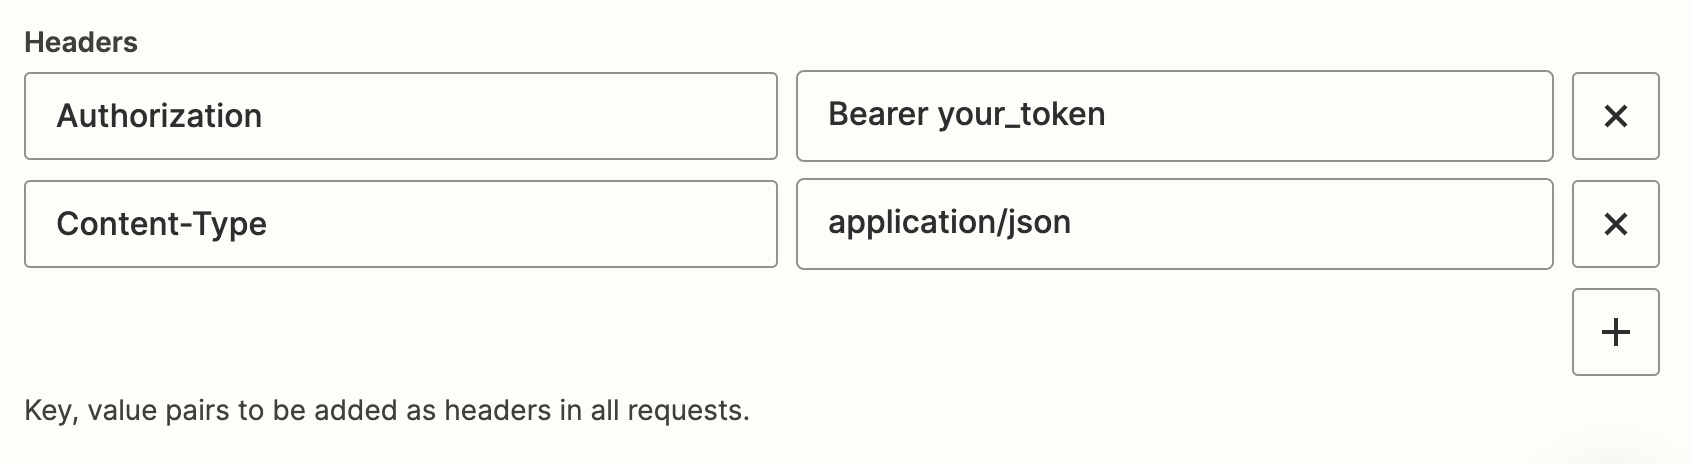 Headers
Authorization Bearer your_token ×
Content-Type application/json ×
+
Key, value pairs to be added as headers in all requests.